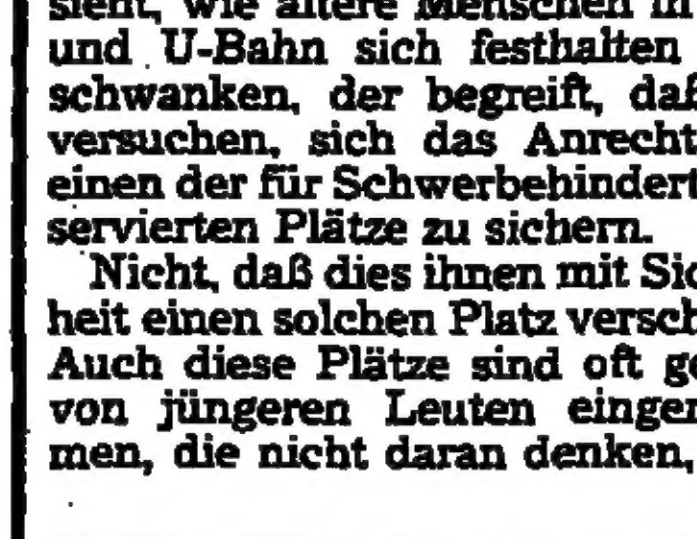 sieht, wie ältere Menschen in
und U-Bahn sich festhalten
schwanken, der begreift, daß
versuchen, sich das Anrecht
einen der für Schwerbehindert
servierten Plätze zu sichern.
Nicht, daß dies ihnen mit Sic
heit einen solchen Platz versch
Auch diese Plätze sind oft ge
von jüngeren Leuten einger
men, die nicht daran denken,